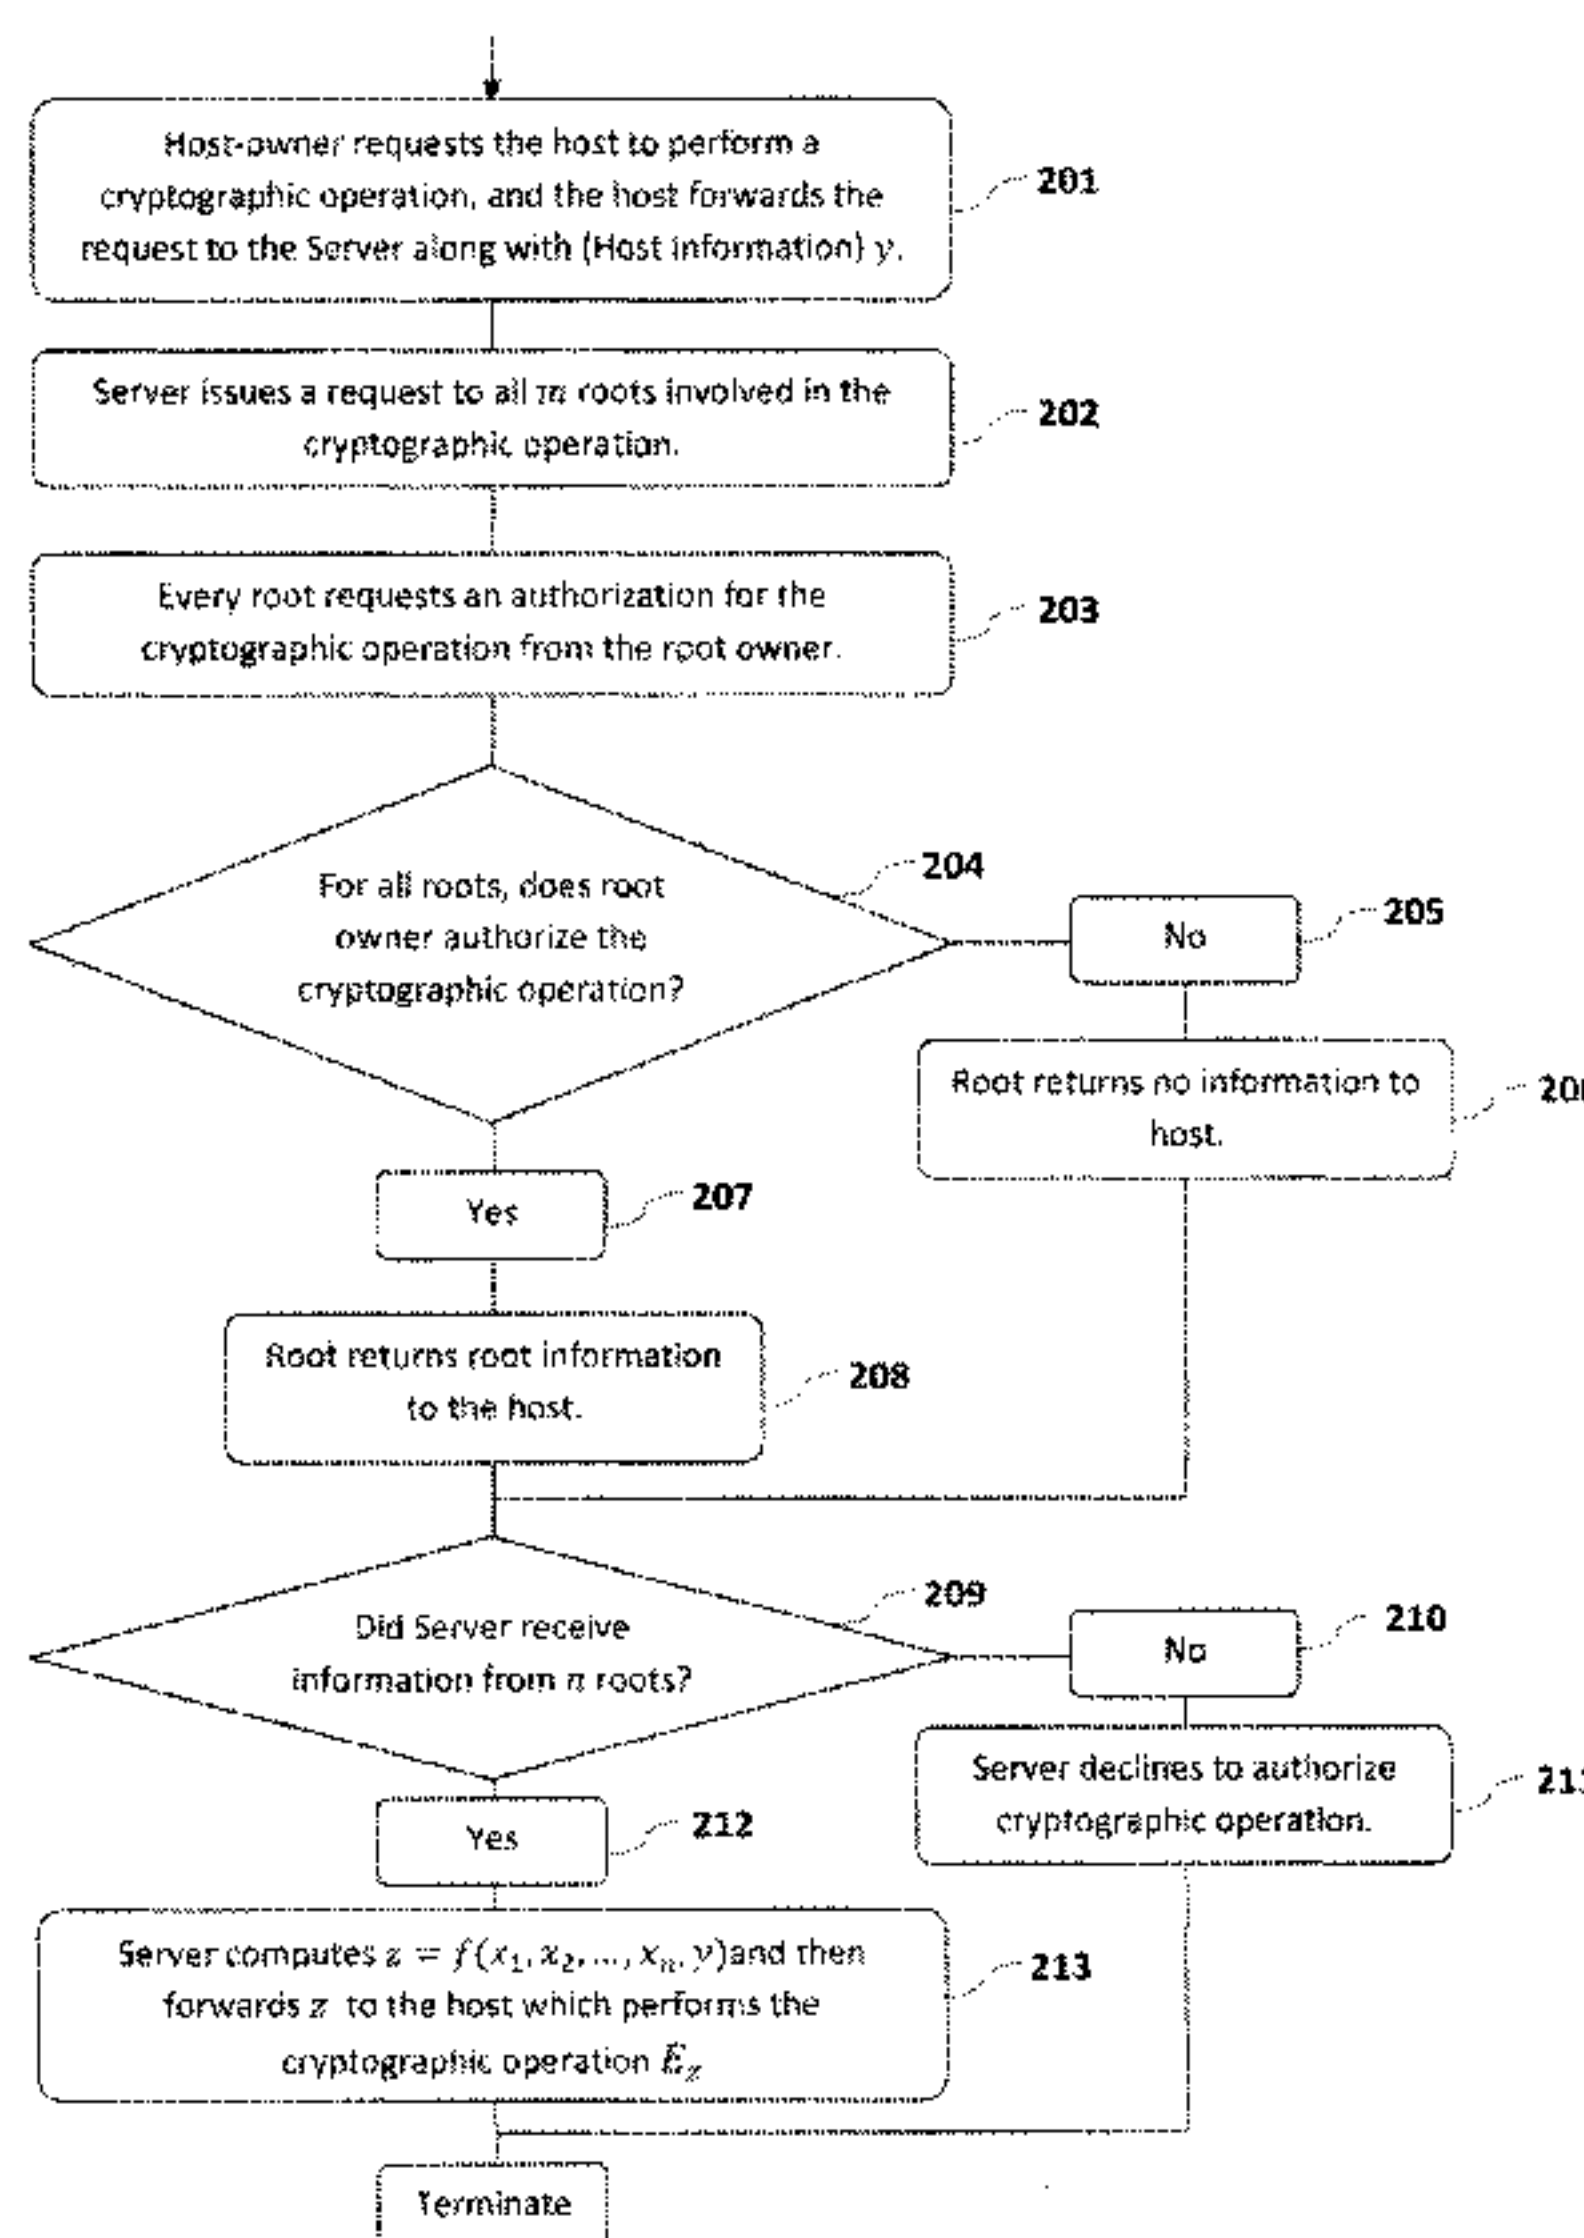 Host-owner requests the host to perform a
cryptographic operation, and the host forwards the
request to the Server along with (Host information) y.
201
Server issues a request to all m roots involved in the
cryptographic operation.
202
Every root requests an authorization for the
cryptographic operation from the root owner.
203
For all roots, does root
owner authorize the
cryptographic operation?
204
No
205
Root returns no information to
host.
Yes
207
Root returns root information
to the host.
208
Did Server receive
information from n roots?
209
No
210
Server declines to authorize
cryptographic operation.
Yes
212
Server computes z = f(x₁, x₂, ..., xₙ, y)and then
forwards z to the host which performs the
cryptographic operation E_z
213
Terminate